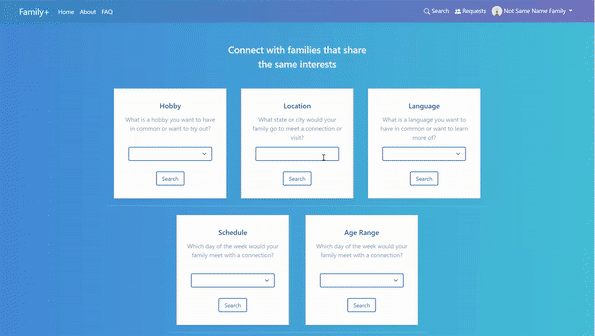 Family+ Home About FAQ Search Requests Not Same Name Family
Connect with families that share
the same interests
Hobby
What is a hobby you want to have
in common or want to try out?
Search
Location
What state or city would your
family go to meet a connection or
visit?
Search
Language
What is a language you want to
have in common or want to learn
more of?
Search
Schedule
Which day of the week would your
family meet with a connection?
Search
Age Range
Which day of the week would your
family meet with a connection?
Search